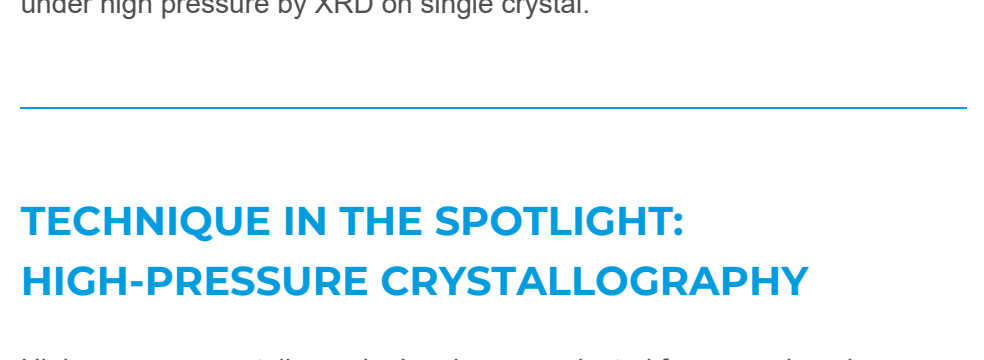 under high pressure by XRD on single crystal.
TECHNIQUE IN THE SPOTLIGHT:
HIGH-PRESSURE CRYSTALLOGRAPHY